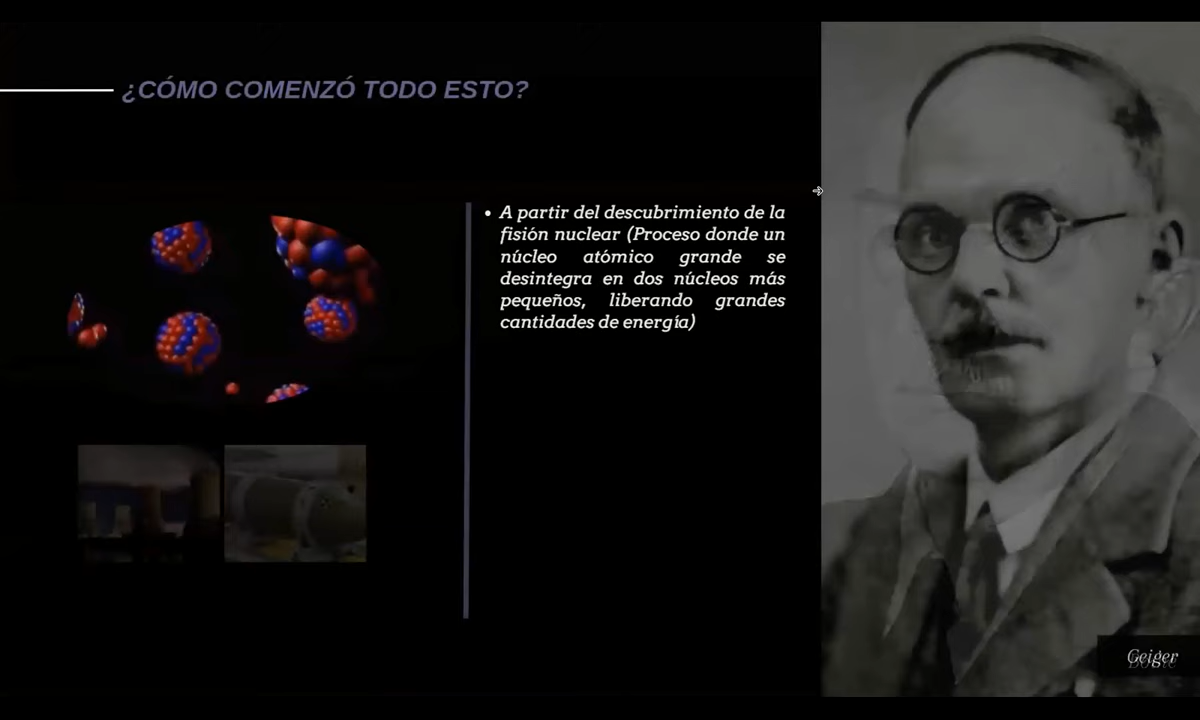 ¿CÓMO COMENZÓ TODO ESTO?
• A partir del descubrimiento de la
fisión nuclear (Proceso donde un
núcleo atómico grande se
desintegra en dos núcleos más
pequeños, liberando grandes
cantidades de energía)
Geiger